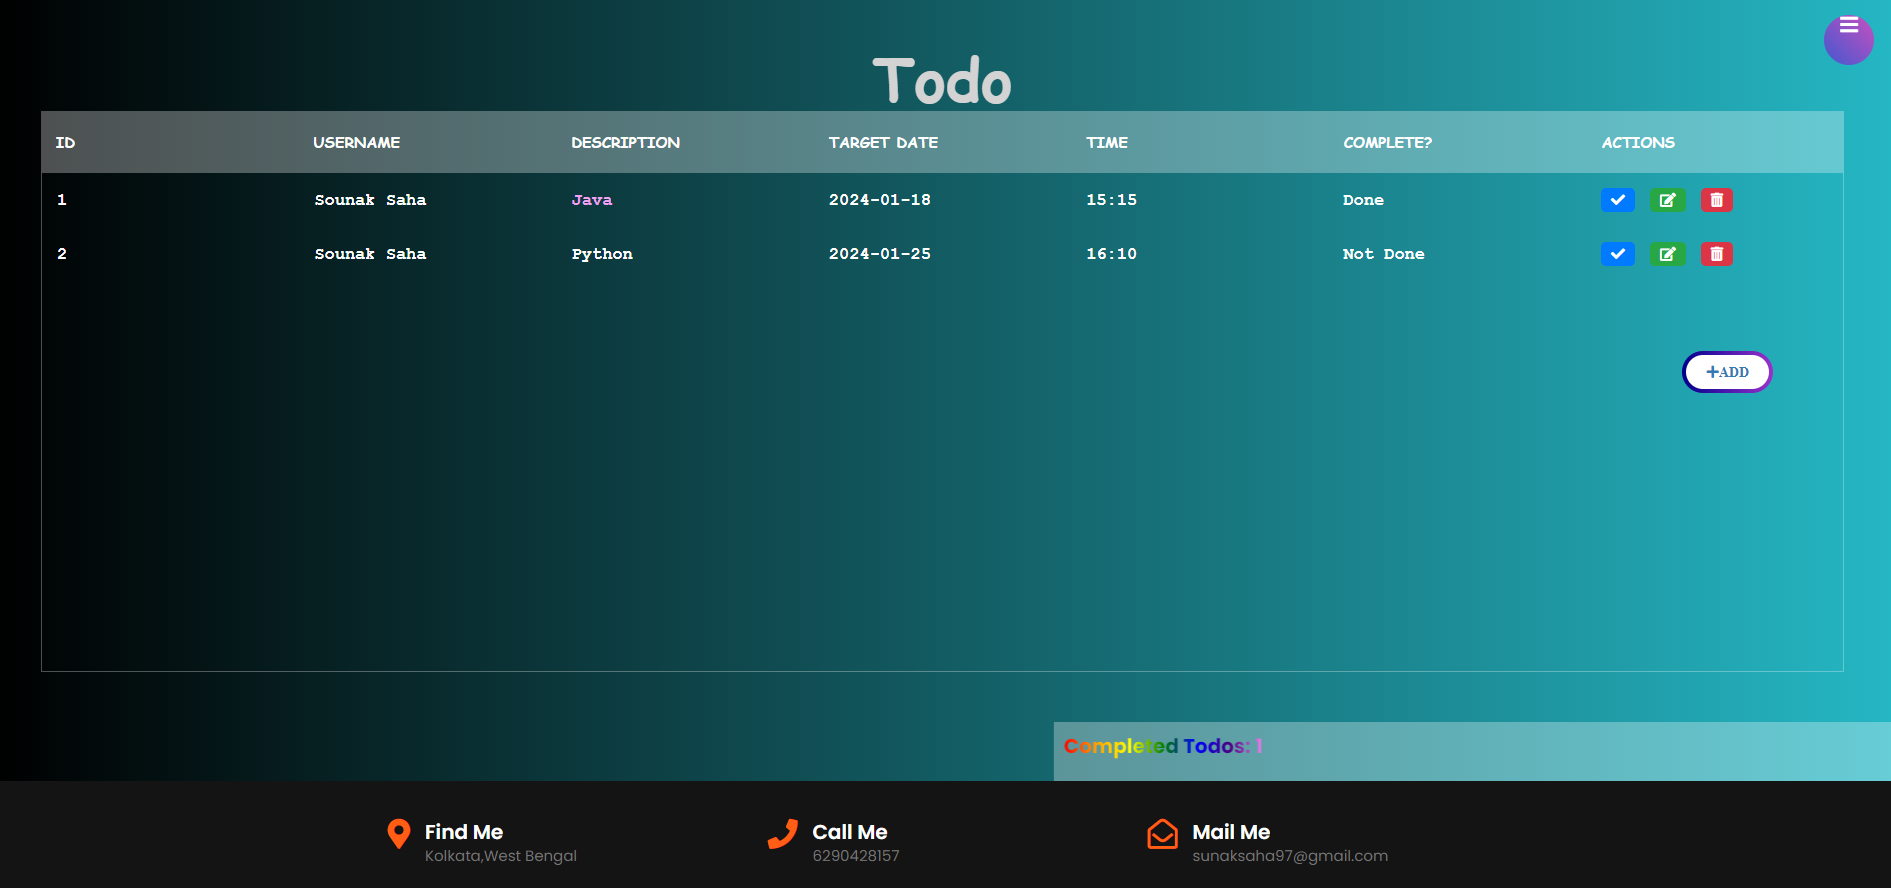 Todo
ID USERNAME DESCRIPTION TARGET DATE TIME COMPLETE? ACTIONS
1 Sounak Saha Java 2024-01-18 15:15 Done
2 Sounak Saha Python 2024-01-25 16:10 Not Done
+ADD
Completed Todos: 1
Find Me Call Me Mail Me
Kolkata,West Bengal 6290428157 sunaksaha97@gmail.com